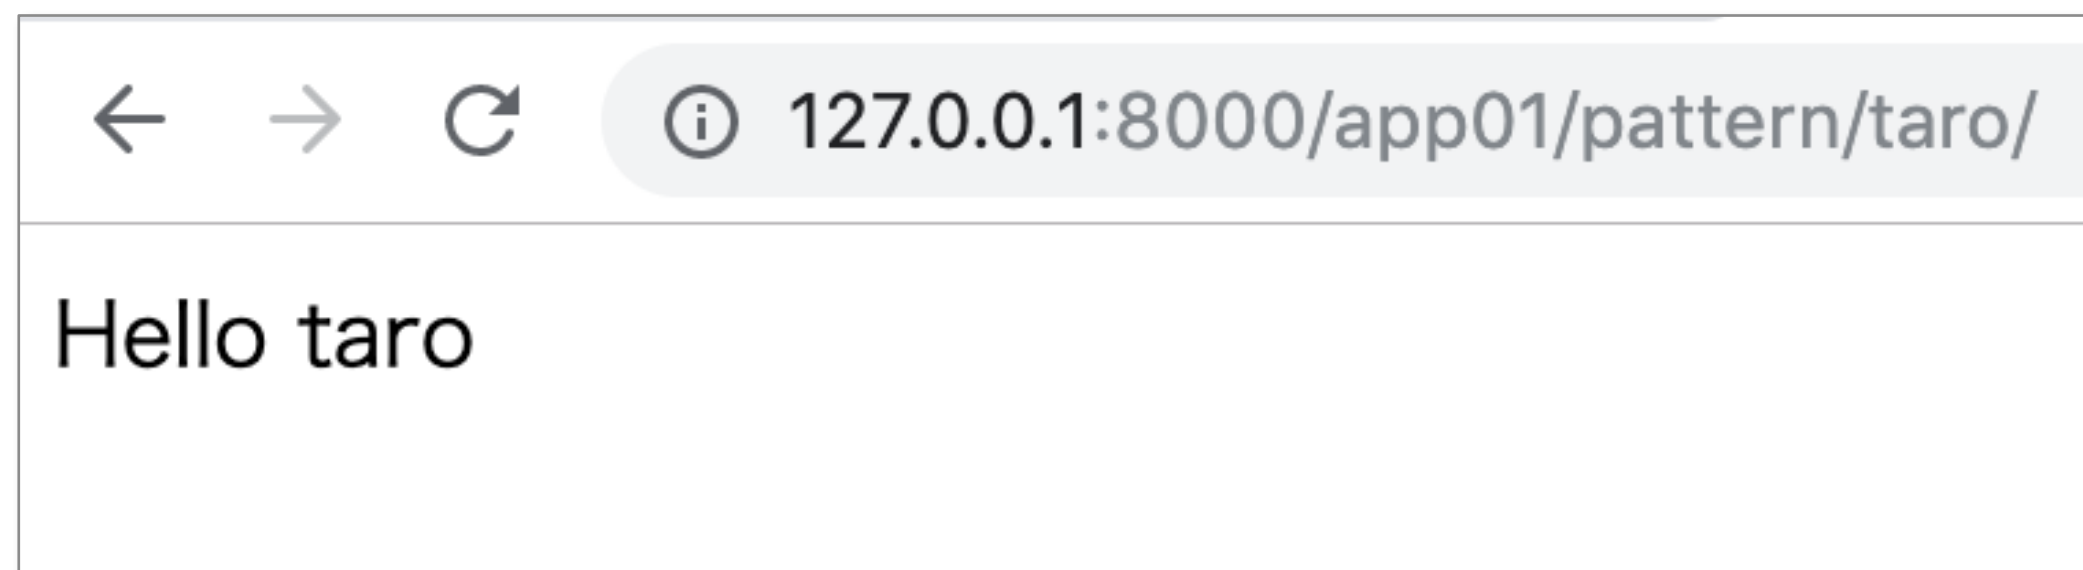 127.0.0.1:8000/app01/pattern/taro/
Hello taro